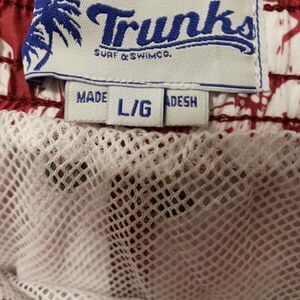 Trunks
SURF & SWIM CO.
MADE L/G ADESH